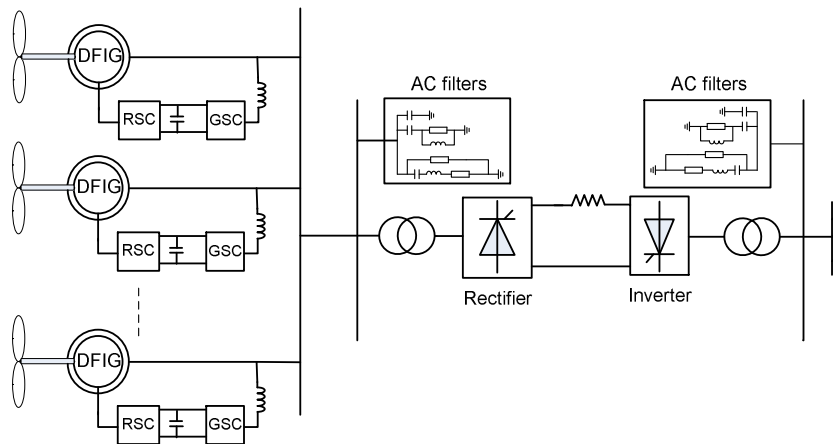 DFIG
RSC
GSC
DFIG
RSC
GSC
DFIG
RSC
GSC
AC filters
AC filters
Rectifier
Inverter